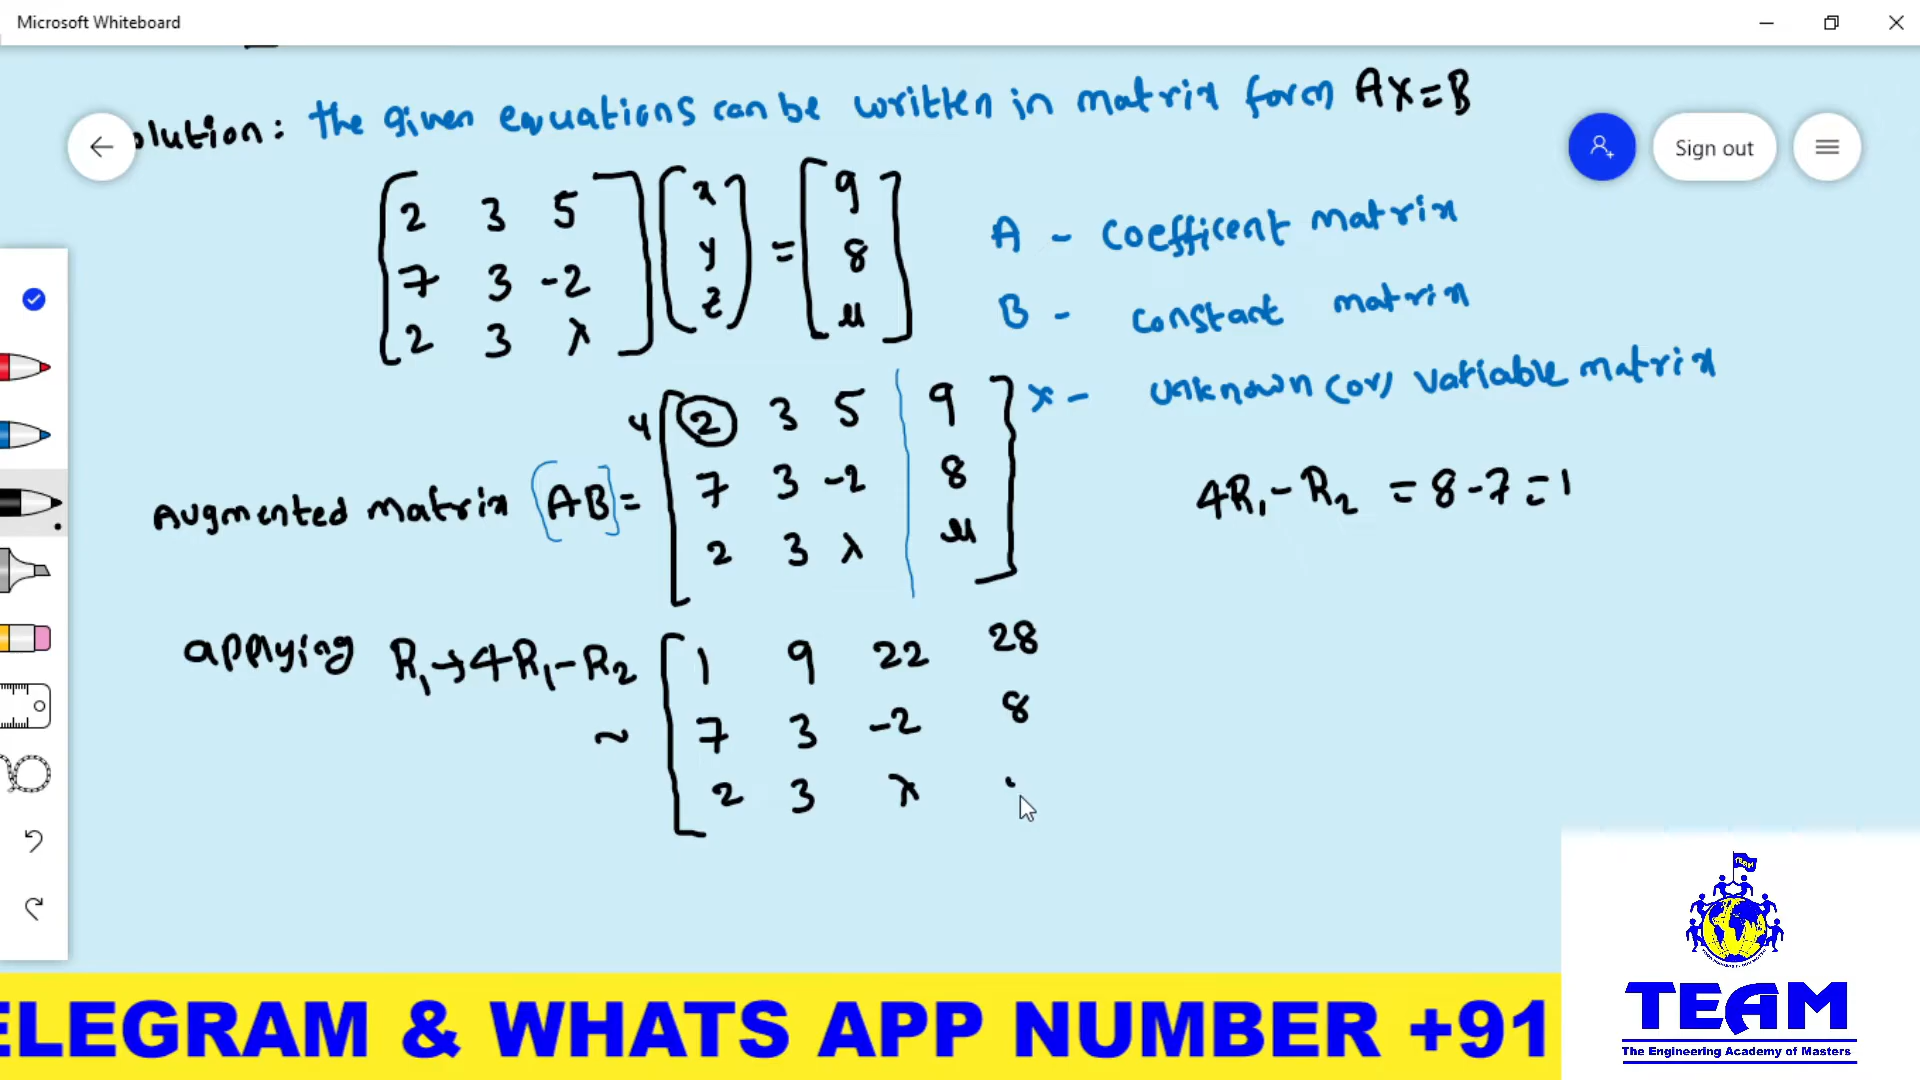 Microsoft Whiteboard
olution: the given equations can be written in matrix form AX=B
Sign out
2 3 5 x 9
7 3 -2 y = 8
2 3 λ z μ
A - coefficent matrix
B - constant matrix
x - unknown (or) variable matrix
4 2 3 5 9
Augmented matrix [AB] = 7 3 -2 8
2 3 λ μ
4R₁-R₂ = 8-7=1
applying R₁→4R₁-R₂ 1 9 22 28
~ 7 3 -2 8
2 3 λ
ELEGRAM & WHATS APP NUMBER +91
TEAM
TEAM
The Engineering Academy of Masters